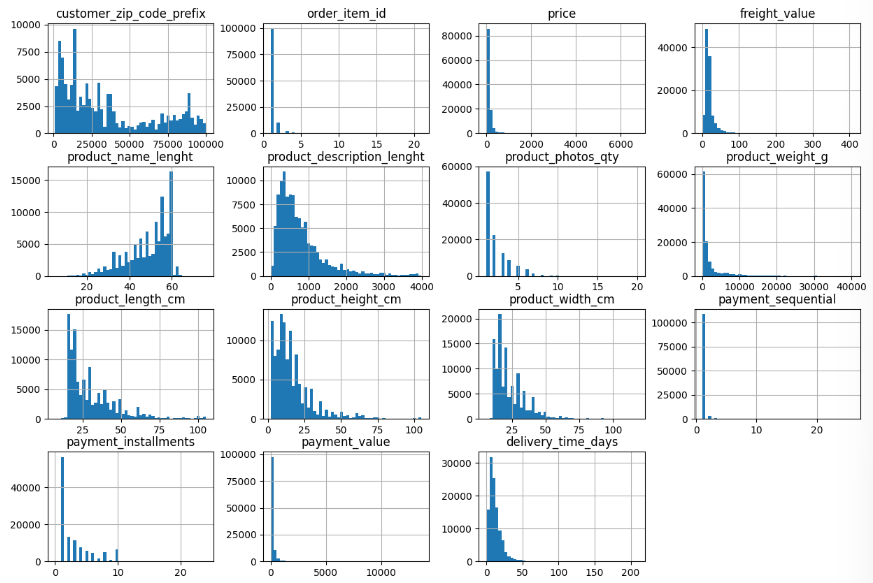 customer_zip_code_prefix
order_item_id
price
freight_value
10000
7500
5000
2500
0
0 25000 50000 75000 100000
100000
75000
50000
25000
0
0 5 10 15 20
80000
60000
40000
20000
0
0 2000 4000 6000
40000
20000
0
0 100 200 300 400
product_name_lenght
product_description_lenght
product_photos_qty
product_weight_g
15000
10000
5000
0
20 40 60
10000
7500
5000
2500
0
0 1000 2000 3000 4000
60000
40000
20000
0
5 10 15 20
60000
40000
20000
0
0 10000 20000 30000 40000
product_length_cm
product_height_cm
product_width_cm
payment_sequential
15000
10000
5000
0
25 50 75 100
10000
5000
0
0 25 50 75 100
20000
15000
10000
5000
0
25 50 75 100
100000
75000
50000
25000
0
0 10 20
payment_installments
payment_value
delivery_time_days
40000
20000
0
0 10 20
100000
75000
50000
25000
0
0 5000 10000
30000
20000
10000
0
0 50 100 150 200